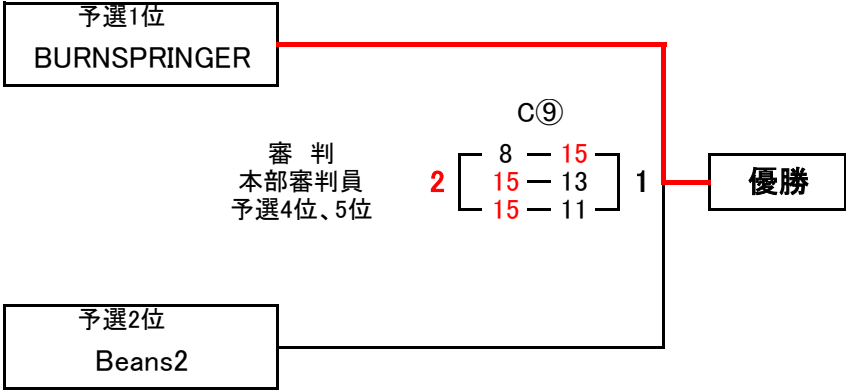 予選1位
BURNSPRINGER
C⑨
審 判
本部審判員
予選4位、5位
2
8 ― 15
15 ― 13
15 ― 11
1
優勝
予選2位
Beans2